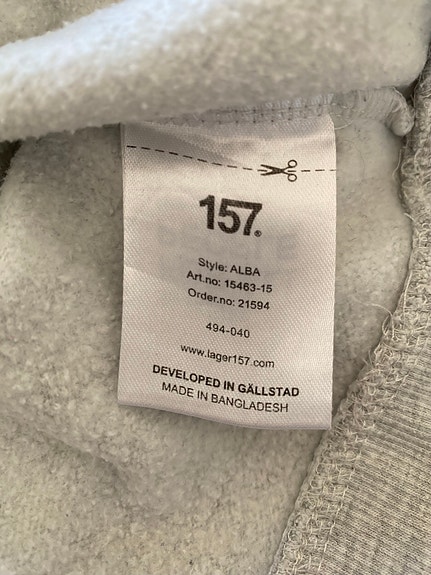 157.
Style: ALBA
Art.no: 15463-15
Order.no: 21594
494-040
www.lager157.com
DEVELOPED IN GÄLLSTAD
MADE IN BANGLADESH